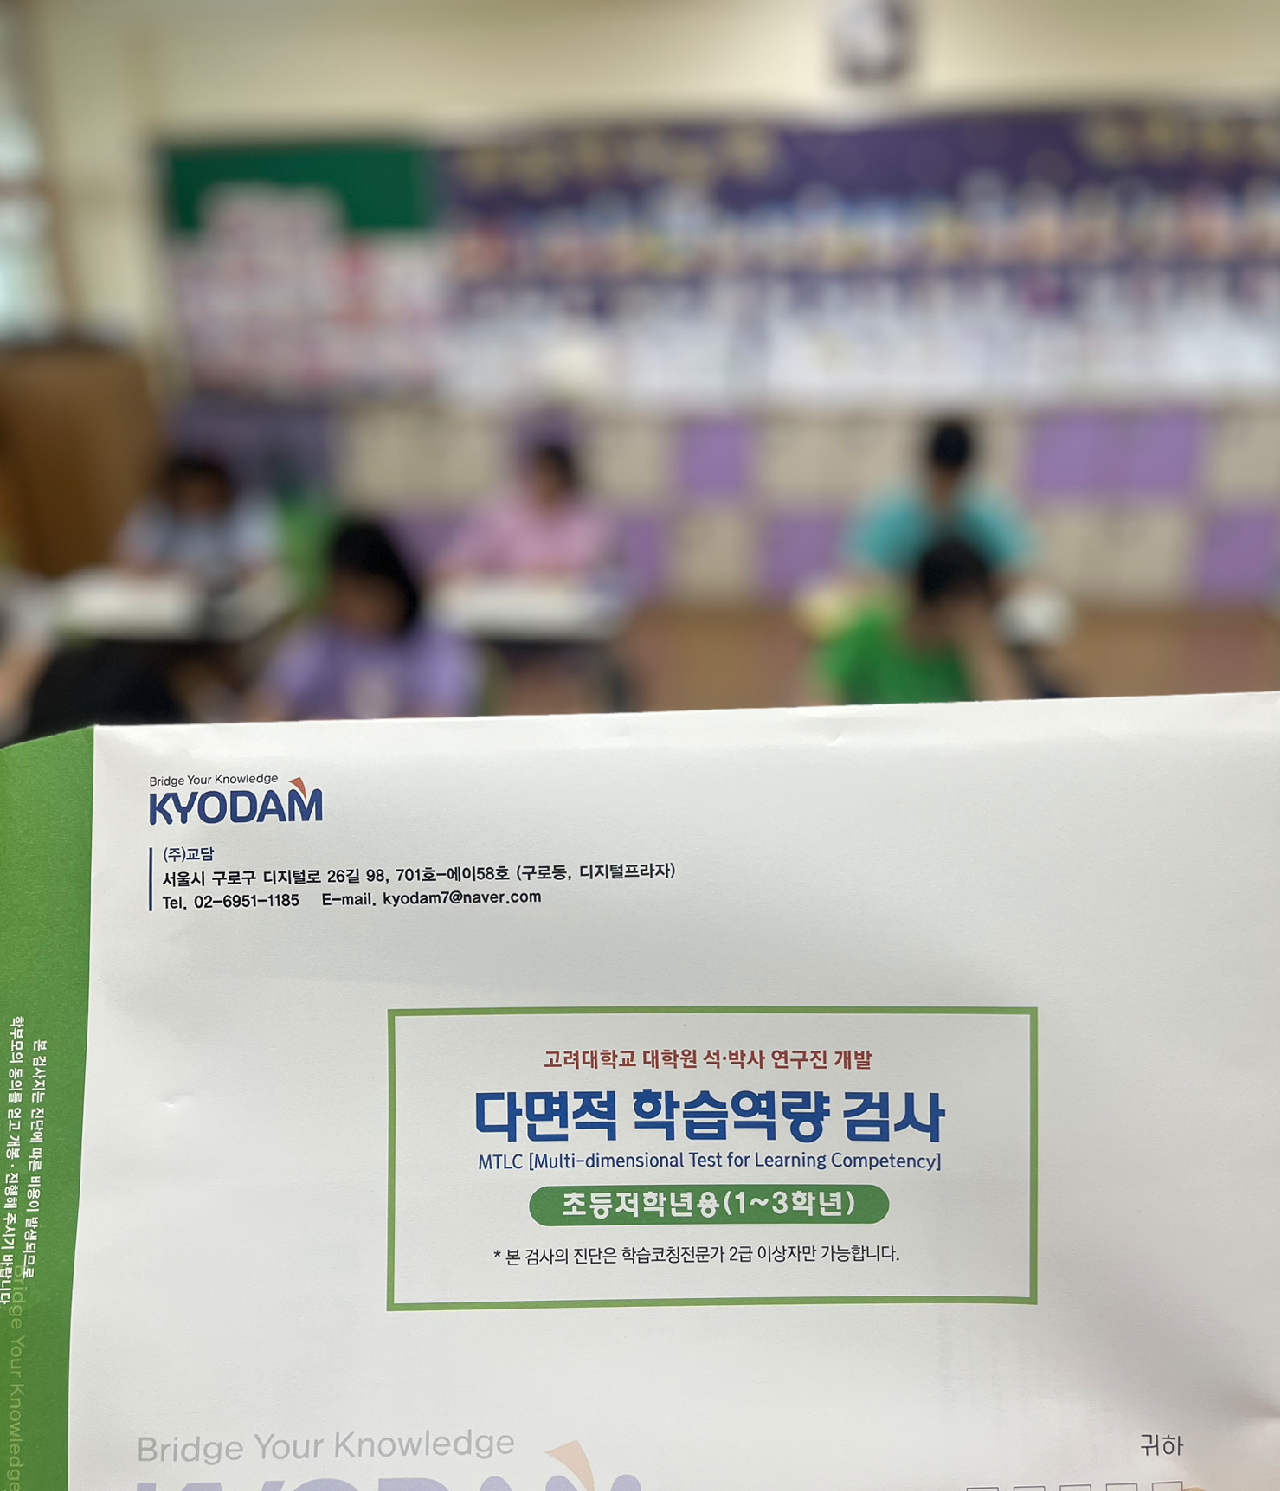 Bridge Your Knowledge
KYODAM
(주)교담
서울시 구로구 디지털로 26길 98, 701호-에이58호 (구로동, 디지털프라자)
Tel. 02-6951-1185 E-mail. kyodam7@naver.com
고려대학교 대학원 석·박사 연구진 개발
다면적 학습역량 검사
MTLC [Multi-dimensional Test for Learning Competency]
초등저학년용(1~3학년)
* 본 검사의 진단은 학습코칭전문가 2급 이상자만 가능합니다.
본 검사지는 진단에 따른 비용이 발생되므로
학부모의 동의를 얻고 개봉·진행해 주시기 바랍니다
Bridge Your Knowledge
Bridge Your Knowledge
KYODAM
귀하